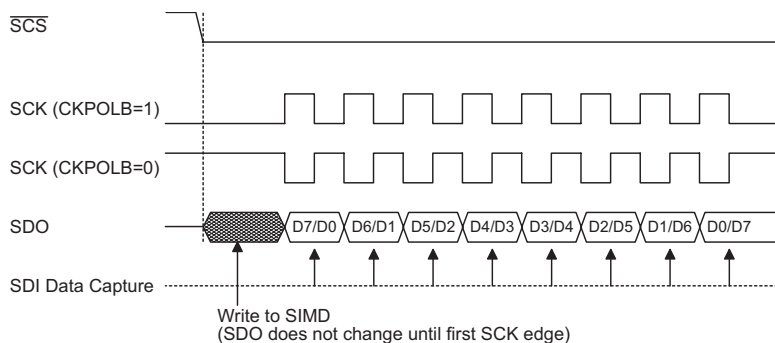 SCS
SCK (CKPOLB=1)
SCK (CKPOLB=0)
SDO
D7/D0 D6/D1 D5/D2 D4/D3 D3/D4 D2/D5 D1/D6 D0/D7
SDI Data Capture
Write to SIMD
(SDO does not change until first SCK edge)